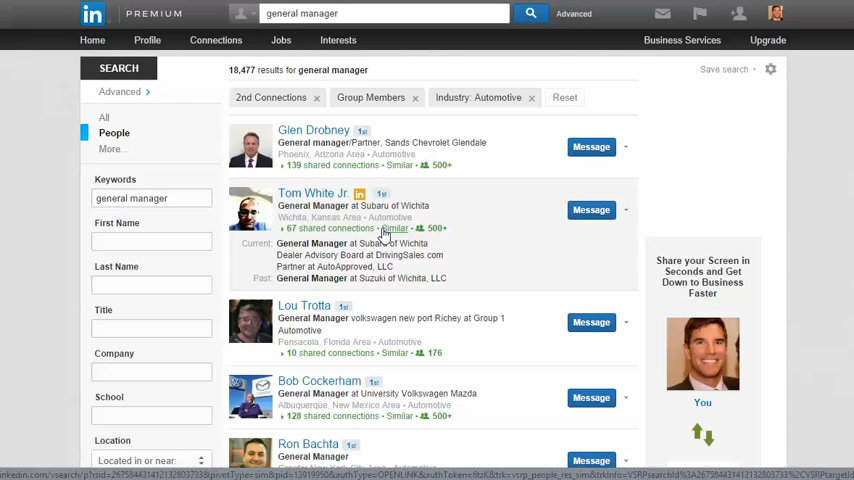 in PREMIUM general manager Advanced
Home Profile Connections Jobs Interests Business Services Upgrade
SEARCH
Advanced >
All
People
More...
Keywords
general manager
First Name
Last Name
Title
Company
School
Location
Located in or near:
18,477 results for general manager
Save search
2nd Connections × Group Members × Industry: Automotive × Reset
Glen Drobney 1st
General manager/Partner, Sands Chevrolet Glendale
Phoenix, Arizona Area • Automotive
139 shared connections • Similar • 500+
Message
Tom White Jr. in 1st
General Manager at Subaru of Wichita
Wichita, Kansas Area • Automotive
67 shared connections • Similar • 500+
Message
Current: General Manager at Subaru of Wichita
Dealer Advisory Board at DrivingSales.com
Partner at AutoApproved, LLC
Past: General Manager at Suzuki of Wichita, LLC
Lou Trotta 1st
General Manager volkswagen new port Richey at Group 1
Automotive
Pensacola, Florida Area • Automotive
10 shared connections • Similar • 176
Message
Bob Cockerham 1st
General Manager at University Volkswagen Mazda
Albuquerque, New Mexico Area • Automotive
128 shared connections • Similar • 500+
Message
Ron Bachta 1st
General Manager
Message
Share your Screen in
Seconds and Get
Down to Business
Faster
You